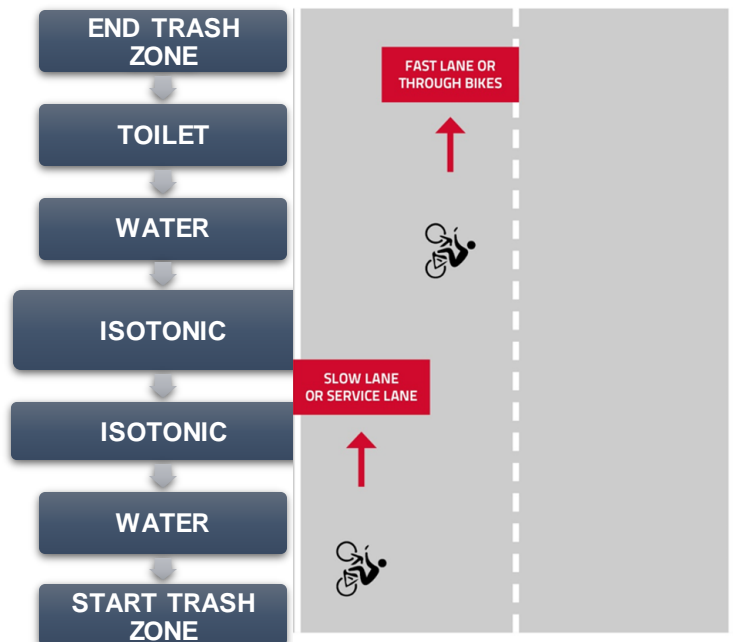 END TRASH
ZONE
TOILET
WATER
ISOTONIC
ISOTONIC
WATER
START TRASH
ZONE
FAST LANE OR
THROUGH BIKES
SLOW LANE
OR SERVICE LANE